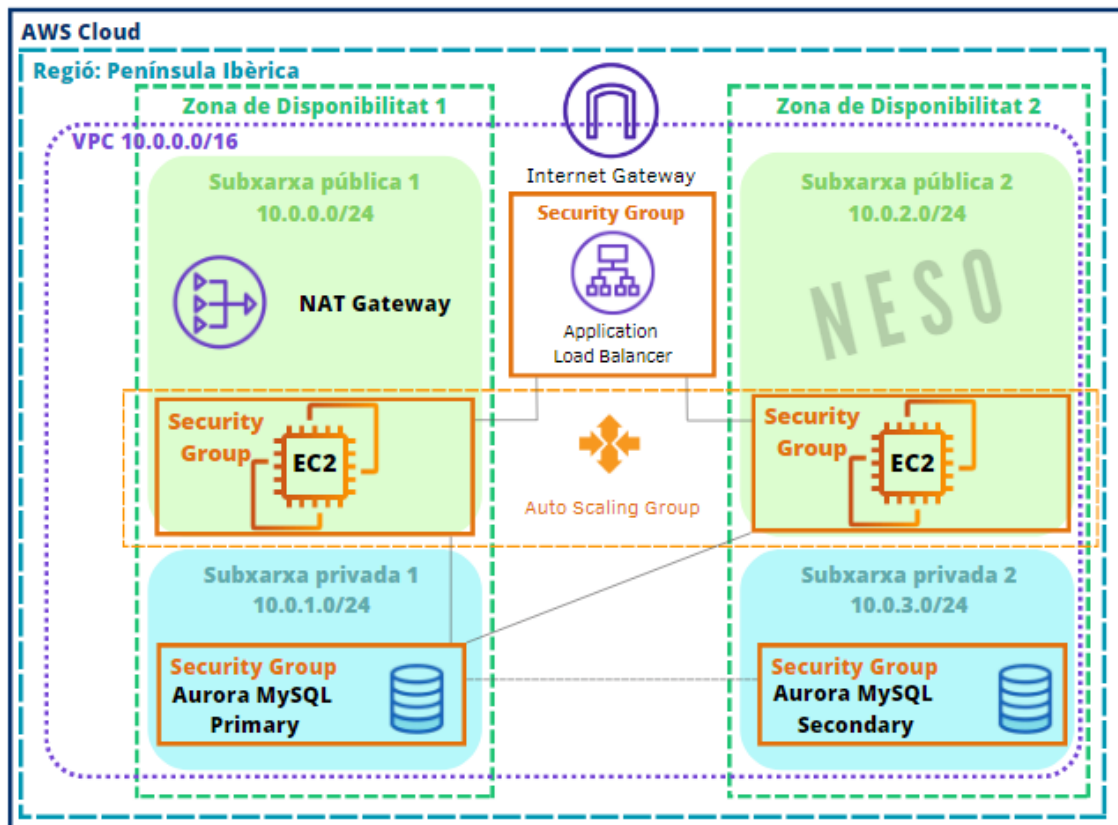 AWS Cloud
Regió: Península Ibèrica
Zona de Disponibilitat 1
Zona de Disponibilitat 2
VPC 10.0.0.0/16
Internet Gateway
Subxarxa pública 1
10.0.0.0/24
NAT Gateway
Security Group
Application
Load Balancer
Subxarxa pública 2
10.0.2.0/24
NESO
Security
Group
EC2
Auto Scaling Group
Security
Group
EC2
Subxarxa privada 1
10.0.1.0/24
Security Group
Aurora MySQL
Primary
Subxarxa privada 2
10.0.3.0/24
Security Group
Aurora MySQL
Secondary